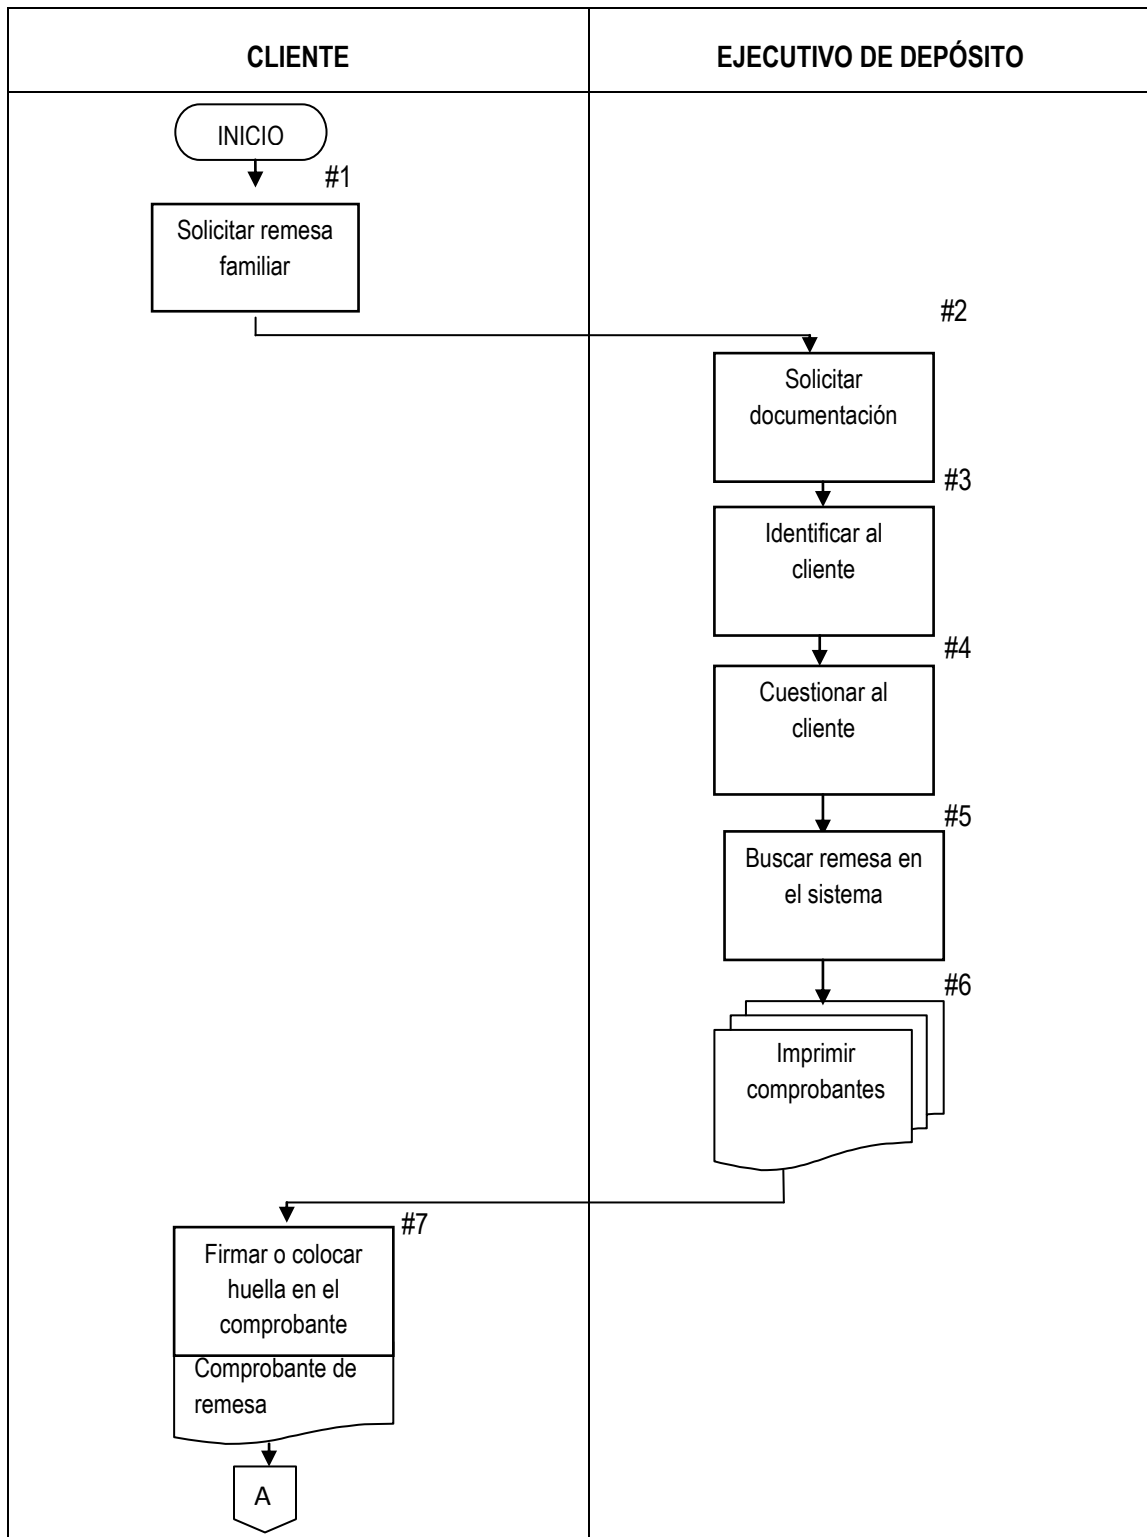 CLIENTE
EJECUTIVO DE DEPÓSITO
INICIO
#1
Solicitar remesa
familiar
#2
Solicitar
documentación
#3
Identificar al
cliente
#4
Cuestionar al
cliente
#5
Buscar remesa en
el sistema
#6
Imprimir
comprobantes
#7
Firmar o colocar
huella en el
comprobante
Comprobante de
remesa
A